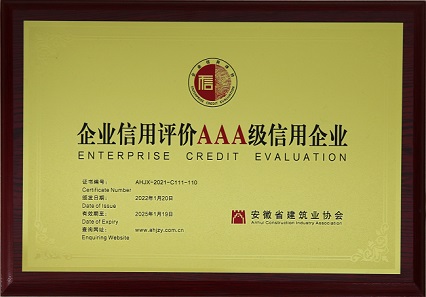 信
企业信用评价AAA级信用企业
ENTERPRISE CREDIT EVALUATION
证书编号: AHJX-2021-C111-110
Certificate Number
颁发日期: 2022年1月20日
Date of Issue
有效期至: 2025年1月19日
Date of Expiry
查询网址: www.ahjzy.com.cn
Enquiring Website
安徽省建筑业协会
Anhui Construction Industry Association